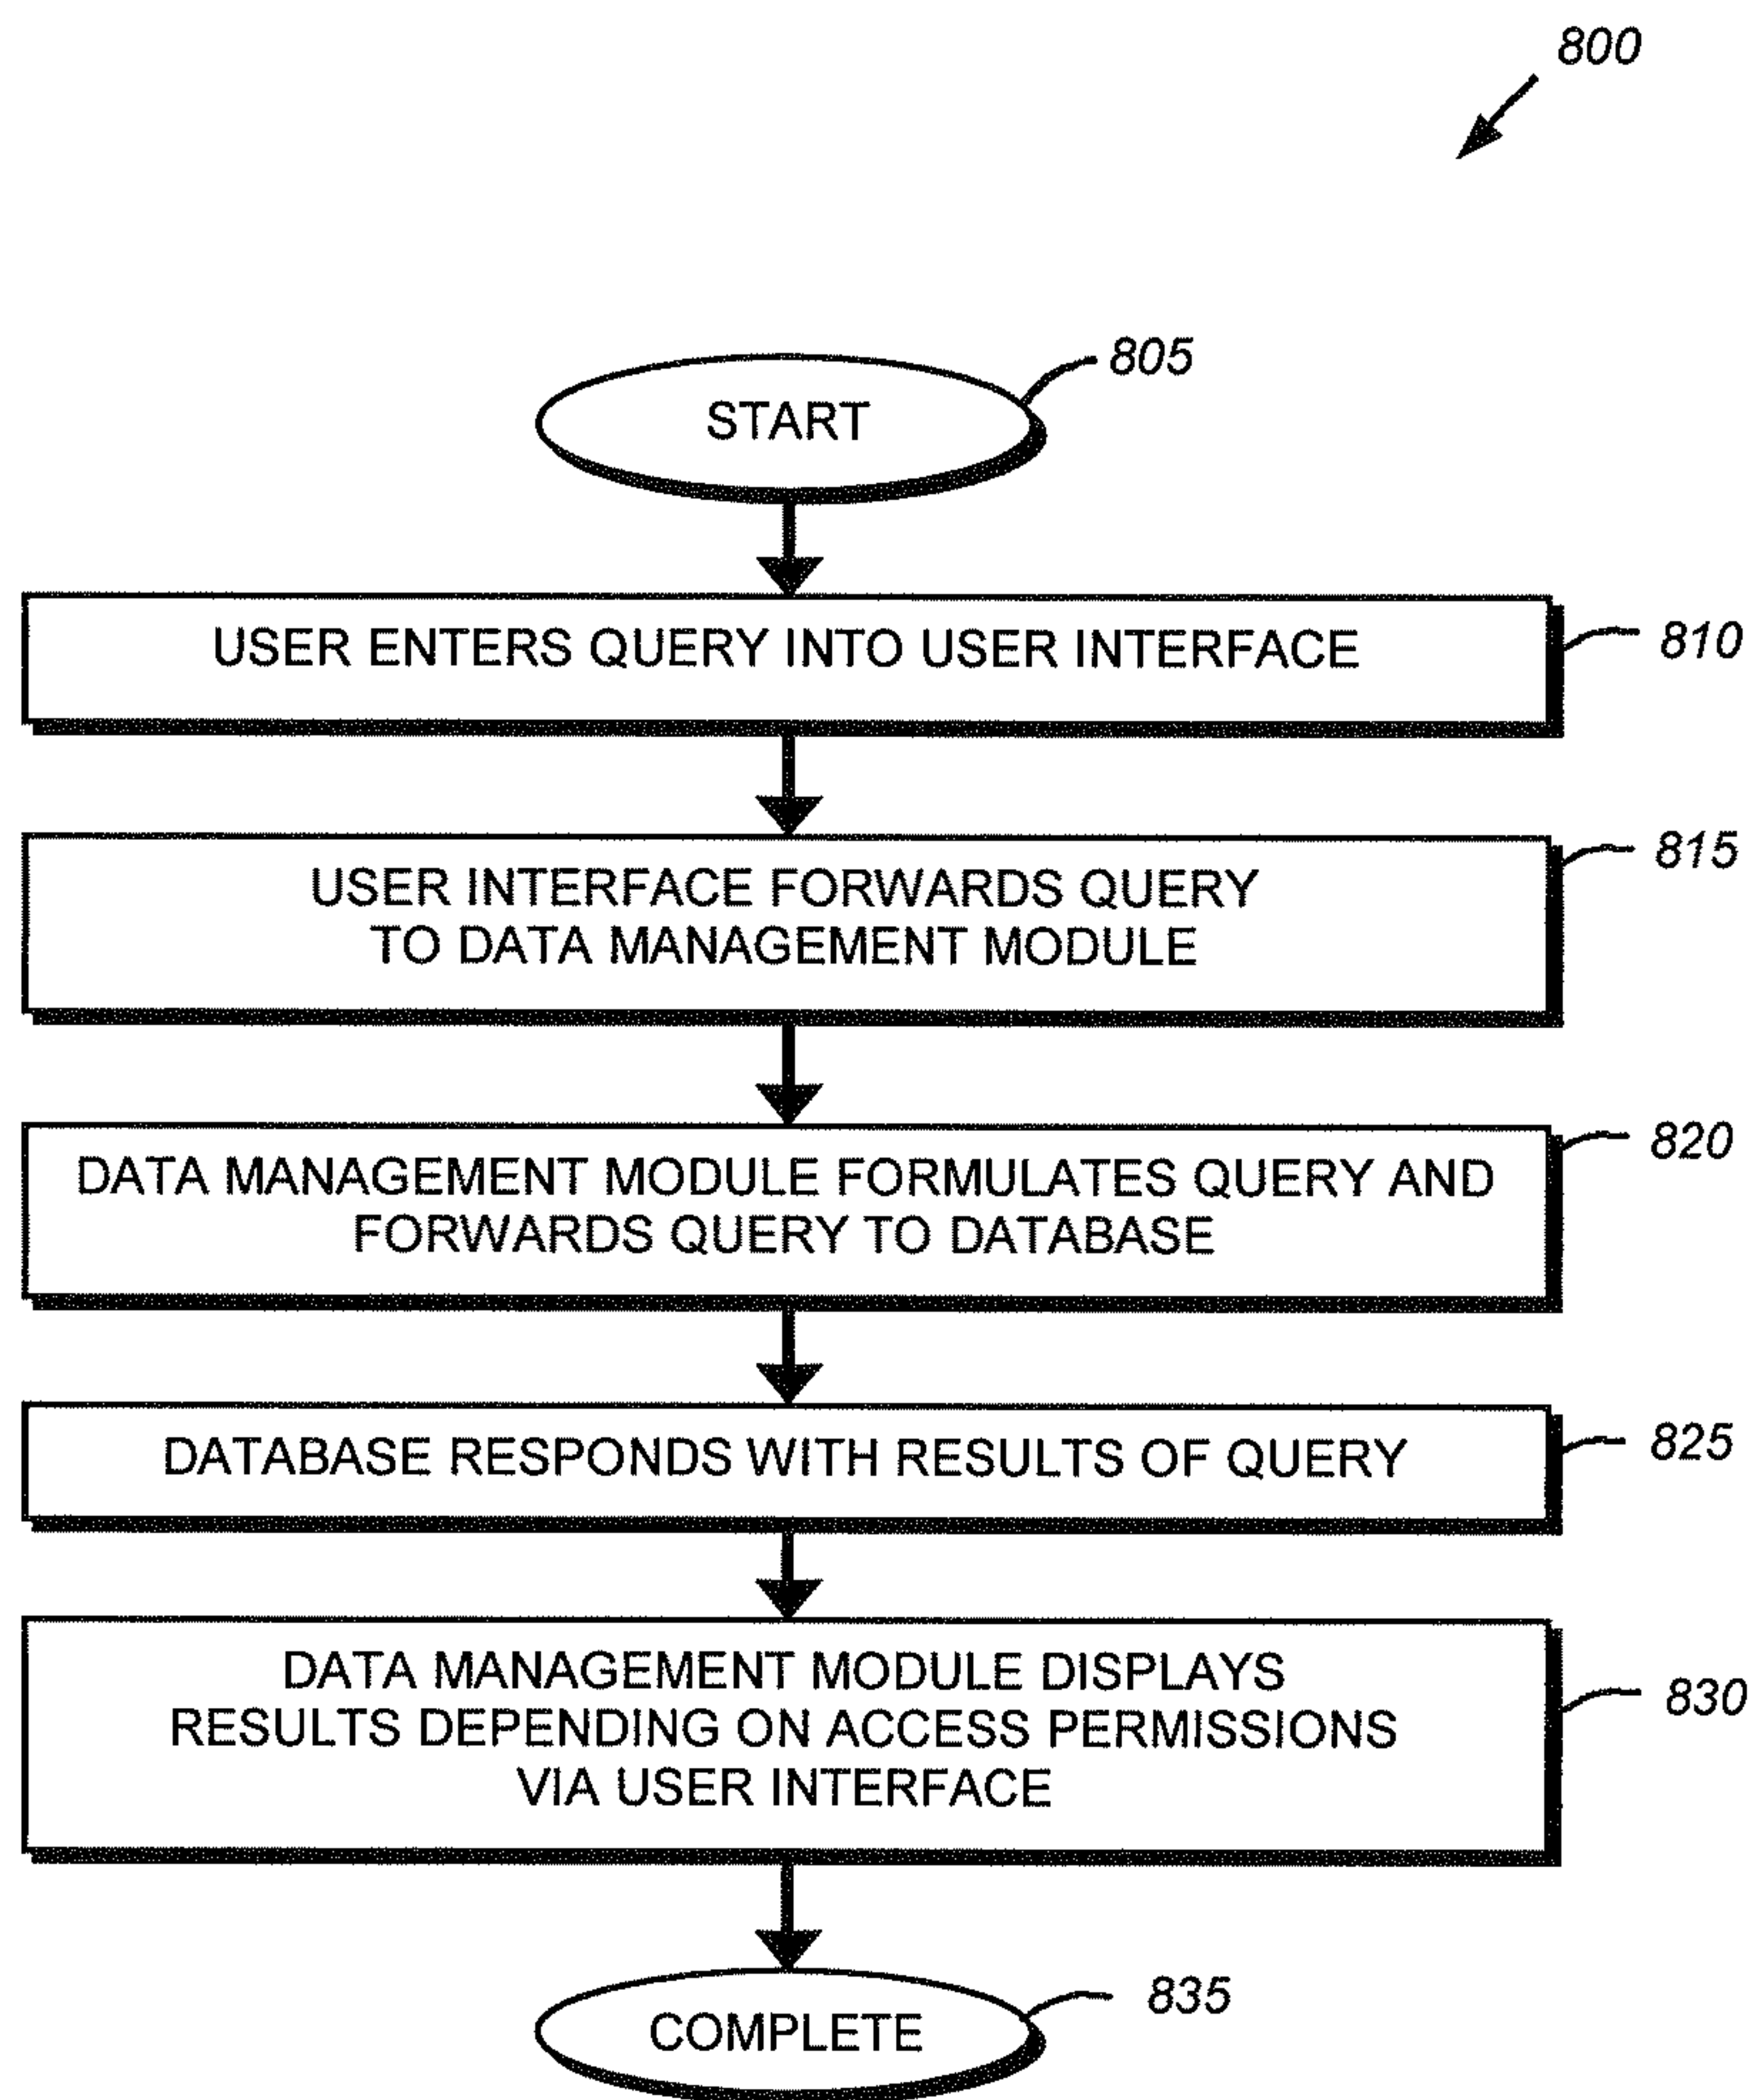 800
START
805
USER ENTERS QUERY INTO USER INTERFACE
810
USER INTERFACE FORWARDS QUERY
TO DATA MANAGEMENT MODULE
815
DATA MANAGEMENT MODULE FORMULATES QUERY AND
FORWARDS QUERY TO DATABASE
820
DATABASE RESPONDS WITH RESULTS OF QUERY
825
DATA MANAGEMENT MODULE DISPLAYS
RESULTS DEPENDING ON ACCESS PERMISSIONS
VIA USER INTERFACE
830
COMPLETE
835